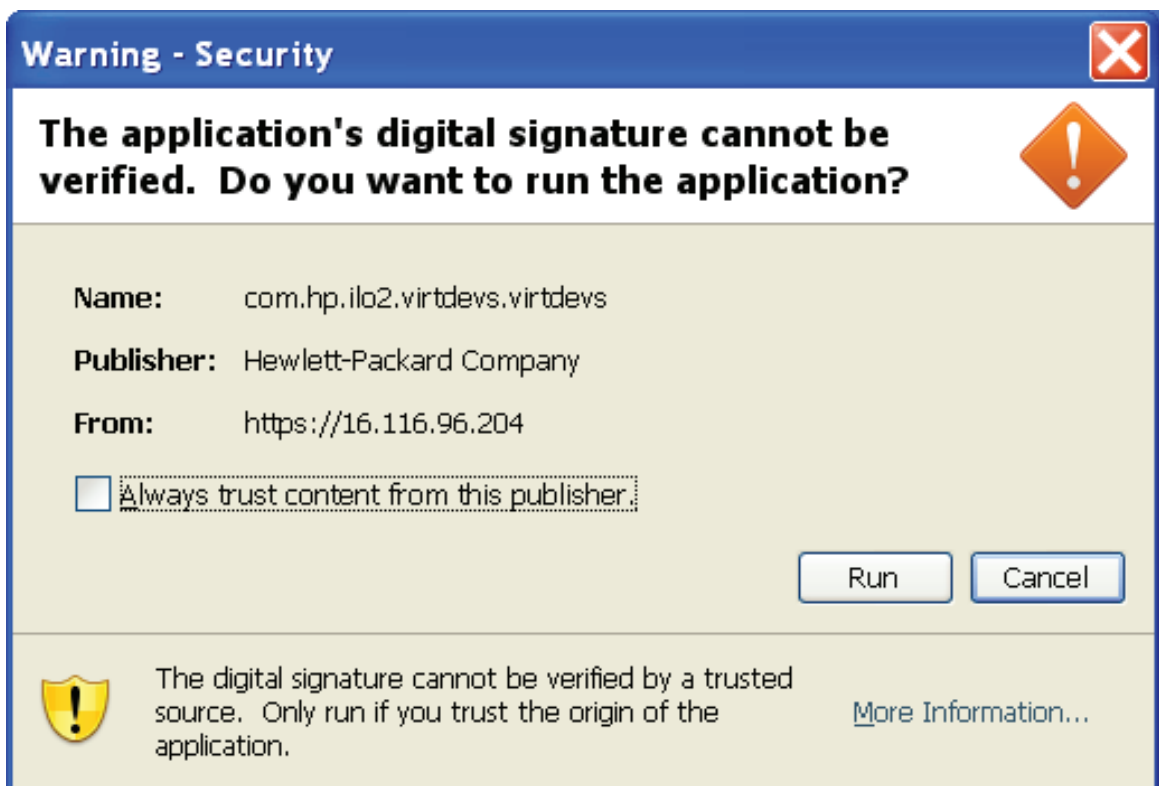 Warning - Security
The application's digital signature cannot be
verified.  Do you want to run the application?
Name: com.hp.ilo2.virtdevs.virtdevs
Publisher: Hewlett-Packard Company
From: https://16.116.96.204
Always trust content from this publisher.
Run Cancel
The digital signature cannot be verified by a trusted
source.  Only run if you trust the origin of the
application.
More Information...